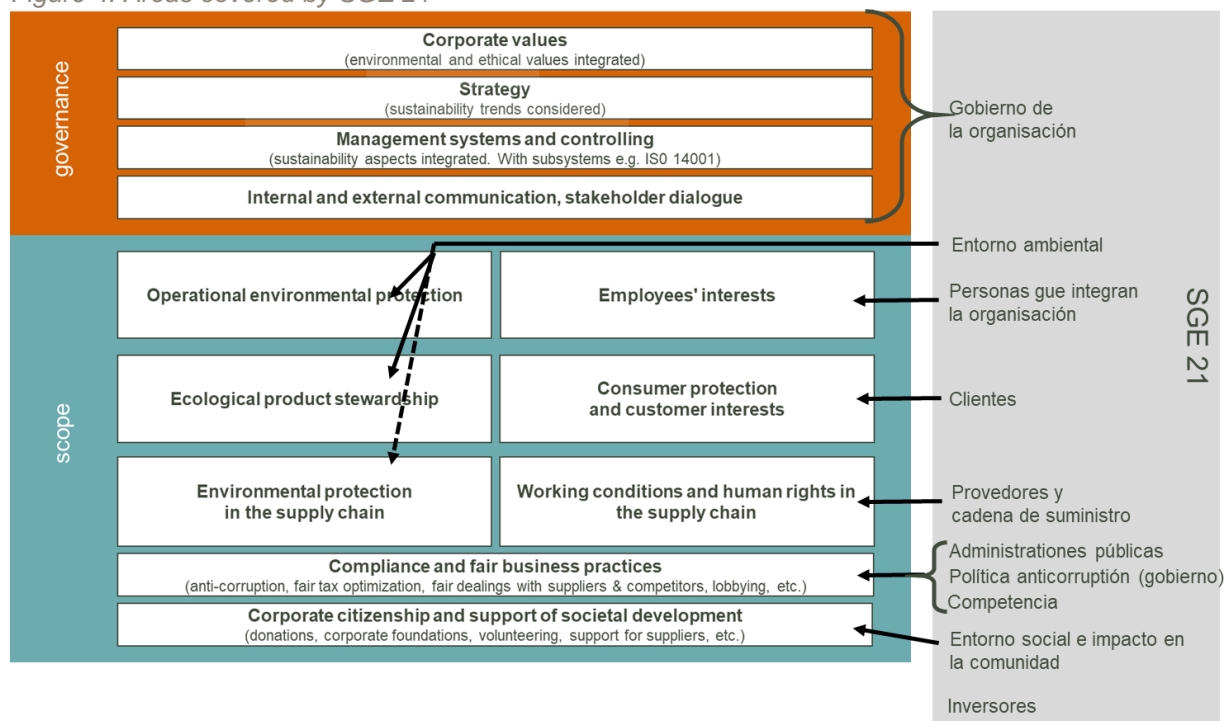 Figure 4: Areas covered by SGE 21
governance
Corporate values
(environmental and ethical values integrated)
Strategy
(sustainability trends considered)
Management systems and controlling
(sustainability aspects integrated. With subsystems e.g. IS0 14001)
Internal and external communication, stakeholder dialogue
Gobierno de
la organisación
scope
Entorno ambiental
Operational environmental protection
Employees' interests
Personas gue integran
la organisación
Ecological product stewardship
Consumer protection
and customer interests
Clientes
Environmental protection
in the supply chain
Working conditions and human rights in
the supply chain
Provedores y
cadena de suministro
Compliance and fair business practices
(anti-corruption, fair tax optimization, fair dealings with suppliers & competitors, lobbying, etc.)
Administrationes públicas
Política anticorruptión (gobierno)
Competencia
Corporate citizenship and support of societal development
(donations, corporate foundations, volunteering, support for suppliers, etc.)
Entorno social e impacto en
la comunidad
Inversores
SGE 21